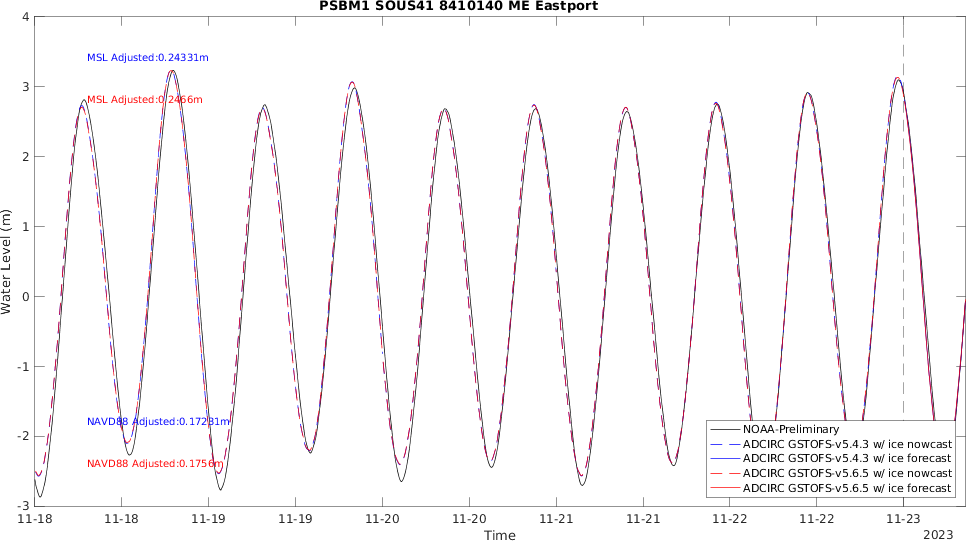 PSBM1 SOUS41 8410140 ME Eastport
4
3
2
1
0
-1
-2
-3
Water Level (m)
MSL Adjusted:0.24331m
MSL Adjusted:0.2466m
NAVD88 Adjusted:0.17231m
NAVD88 Adjusted:0.1756m
NOAA-Preliminary
ADCIRC GSTOFS-v5.4.3 w/ ice nowcast
ADCIRC GSTOFS-v5.4.3 w/ ice forecast
ADCIRC GSTOFS-v5.6.5 w/ ice nowcast
ADCIRC GSTOFS-v5.6.5 w/ ice forecast
11-18 11-18 11-19 11-19 11-20 11-20 11-21 11-21 11-22 11-22 11-23
Time
2023